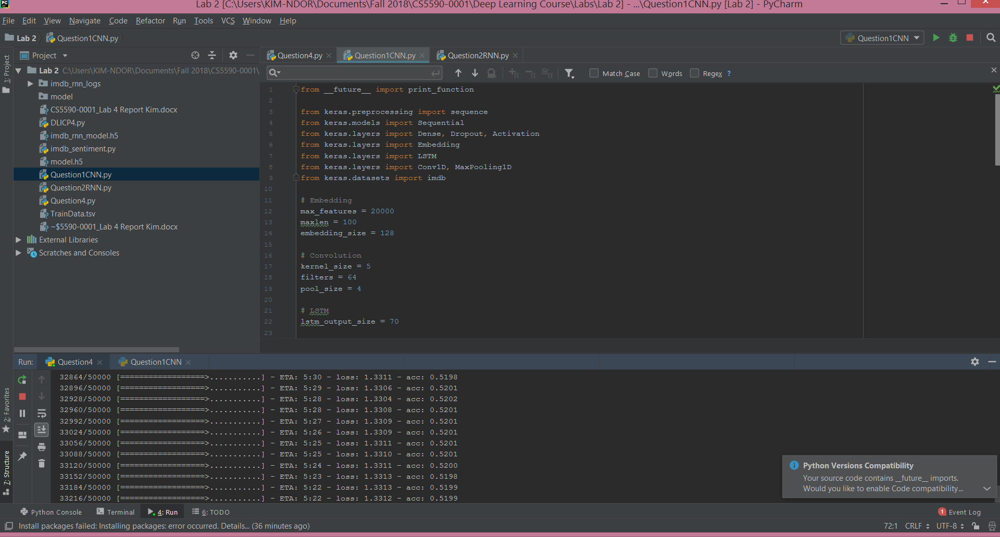 PC
Lab 2 [C:\Users\KIM-NDOR\Documents\Fall 2018\CS5590-0001\Deep Learning Course\Labs\Lab 2] - ...\Question1CNN.py [Lab 2] - PyCharm
File Edit View Navigate Code Refactor Run Tools VCS Window Help
Lab 2 Question1CNN.py
Question1CNN
1: Project
Project
Question4.py Question1CNN.py Question2RNN.py
Match Case Words Regex ?
Lab 2 C:\Users\KIM-NDOR\Documents\Fall 2018\CS5590-0001\
imdb_rnn_logs
model
CS5590-0001_Lab 4 Report Kim.docx
DLICP4.py
imdb_rnn_model.h5
imdb_sentiment.py
model.h5
Question1CNN.py
Question2RNN.py
Question4.py
TrainData.tsv
~$5590-0001_Lab 4 Report Kim.docx
External Libraries
Scratches and Consoles
1 from __future__ import print_function
2
3 from keras.preprocessing import sequence
4 from keras.models import Sequential
5 from keras.layers import Dense, Dropout, Activation
6 from keras.layers import Embedding
7 from keras.layers import LSTM
8 from keras.layers import Conv1D, MaxPooling1D
9 from keras.datasets import imdb
10
11 # Embedding
12 max_features = 20000
13 maxlen = 100
14 embedding_size = 128
15
16 # Convolution
17 kernel_size = 5
18 filters = 64
19 pool_size = 4
20
21 # LSTM
22 lstm_output_size = 70
23
Run: Question4 Question1CNN
32864/50000 [==================>...........] - ETA: 5:30 - loss: 1.3311 - acc: 0.5198
32896/50000 [==================>...........] - ETA: 5:29 - loss: 1.3306 - acc: 0.5201
32928/50000 [==================>...........] - ETA: 5:28 - loss: 1.3304 - acc: 0.5202
32960/50000 [==================>...........] - ETA: 5:28 - loss: 1.3308 - acc: 0.5201
32992/50000 [==================>...........] - ETA: 5:27 - loss: 1.3309 - acc: 0.5201
33024/50000 [==================>...........] - ETA: 5:26 - loss: 1.3309 - acc: 0.5201
33056/50000 [==================>...........] - ETA: 5:25 - loss: 1.3311 - acc: 0.5201
33088/50000 [==================>...........] - ETA: 5:25 - loss: 1.3310 - acc: 0.5201
33120/50000 [==================>...........] - ETA: 5:24 - loss: 1.3311 - acc: 0.5200
33152/50000 [==================>...........] - ETA: 5:23 - loss: 1.3313 - acc: 0.5198
33184/50000 [==================>...........] - ETA: 5:22 - loss: 1.3313 - acc: 0.5199
33216/50000 [==================>...........] - ETA: 5:22 - loss: 1.3312 - acc: 0.5199
2: Favorites
7: Structure
Python Versions Compatibility
Your source code contains __future__ imports.
Would you like to enable Code compatibility...
Python Console Terminal 4: Run 6: TODO
1 Event Log
Install packages failed: Installing packages: error occurred. Details... (36 minutes ago)
72:1 CRLF UTF-8